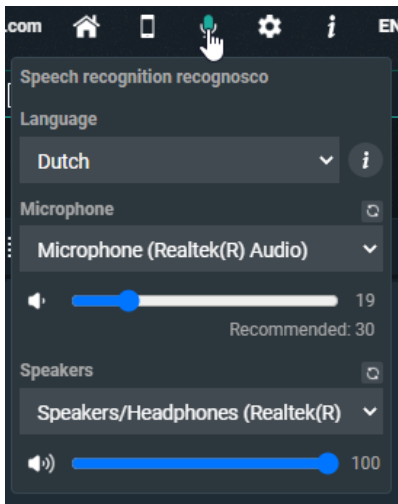 .com i EN
Speech recognition recognosco
Language
Dutch i
Microphone
Microphone (Realtek(R) Audio)
19
Recommended: 30
Speakers
Speakers/Headphones (Realtek(R)
100